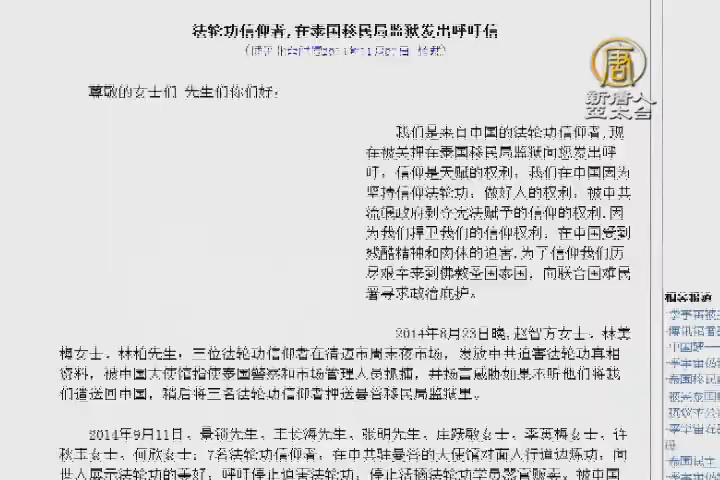 法轮功信仰者,在泰国移民局监狱发出呼吁信
尊敬的女士们 先生们你们好：
新唐人
亚太台
我们是来自中国的法轮功信仰者,现
在被关押在泰国移民局监狱向您发出呼
吁，信仰是天赋的权利，我们在中国因为
坚持信仰法轮功，做好人的权利，被中共
流氓政府剥夺宪法赋予的信仰的权利.因
为我们捍卫我们的信仰权利，在中国受到
残酷精神和肉体的迫害.为了信仰我们历
尽艰辛来到佛教圣国泰国，向联合国难民
署寻求政治庇护。
相关报道
2014年8月23日晚,赵智方女士．林美
梅女士．林柏先生，三位法轮功信仰者在清迈市周末夜市场，发放中共迫害法轮功真相
资料，被中国大使馆指使泰国警察和市场管理人员抓捕，并扬言威胁如果不听他们将我
们遣送回中国，稍后将三名法轮功信仰者押送曼谷移民局监狱里。
2014年9月11日、景锁先生、王长海先生、张明先生、庄跃敏女士、李英梅女士、许
秋玉女士、何欣女士；7名法轮功信仰者，在中共驻曼谷的大使馆对面人行道边炼功，向
世人展示法轮功的美好；呼吁停止迫害法轮功；停止活摘法轮功学员器官贩卖．被中国